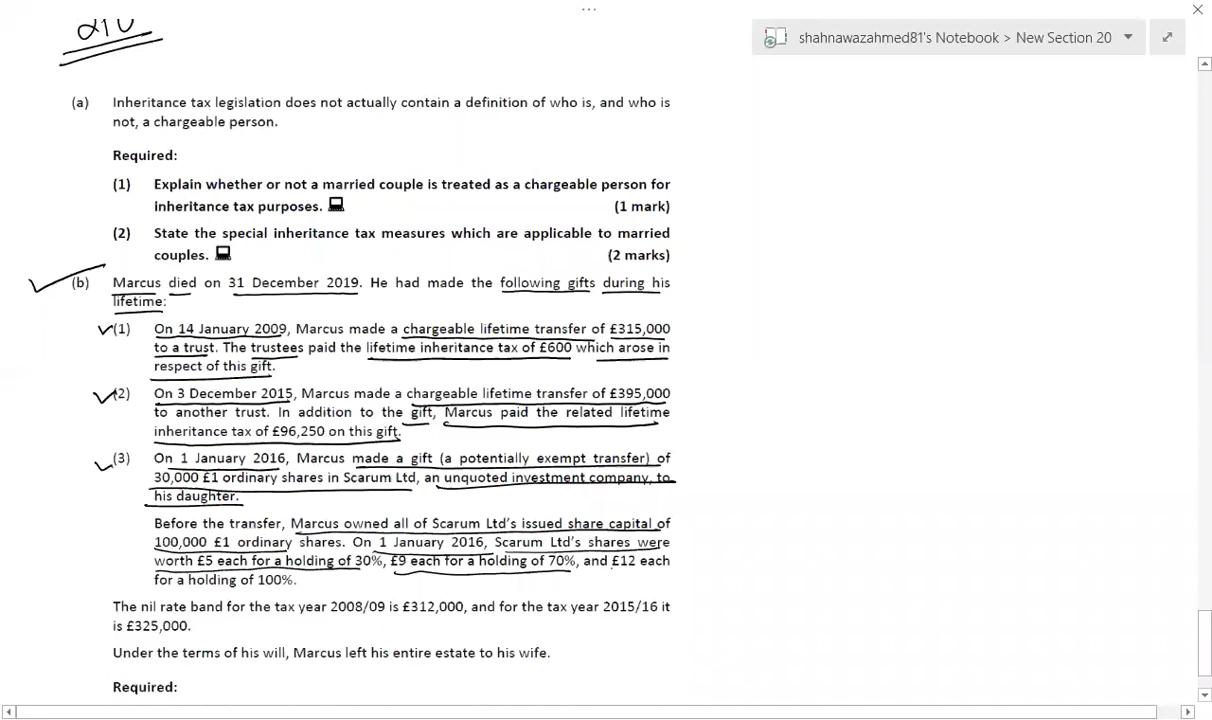 shahnawazahmed81's Notebook > New Section 20
(a) Inheritance tax legislation does not actually contain a definition of who is, and who is
not, a chargeable person.
Required:
(1) Explain whether or not a married couple is treated as a chargeable person for
inheritance tax purposes. (1 mark)
(2) State the special inheritance tax measures which are applicable to married
couples. (2 marks)
(b) Marcus died on 31 December 2019. He had made the following gifts during his
lifetime:
(1) On 14 January 2009, Marcus made a chargeable lifetime transfer of £315,000
to a trust. The trustees paid the lifetime inheritance tax of £600 which arose in
respect of this gift.
(2) On 3 December 2015, Marcus made a chargeable lifetime transfer of £395,000
to another trust. In addition to the gift, Marcus paid the related lifetime
inheritance tax of £96,250 on this gift.
(3) On 1 January 2016, Marcus made a gift (a potentially exempt transfer) of
30,000 £1 ordinary shares in Scarum Ltd, an unquoted investment company, to
his daughter.
Before the transfer, Marcus owned all of Scarum Ltd's issued share capital of
100,000 £1 ordinary shares. On 1 January 2016, Scarum Ltd's shares were
worth £5 each for a holding of 30%, £9 each for a holding of 70%, and £12 each
for a holding of 100%.
The nil rate band for the tax year 2008/09 is £312,000, and for the tax year 2015/16 it
is £325,000.
Under the terms of his will, Marcus left his entire estate to his wife.
Required: